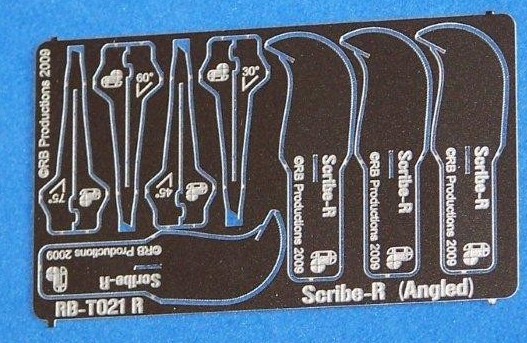 ©RB Productions 2009
60°
30°
75°
45°
Scribe-R
©RB Productions 2009
Scribe-R
©RB Productions 2009
Scribe-R
©RB Productions 2009
©RB Productions 2009
Scribe-R
RB-T021 R
Scribe-R (Angled)